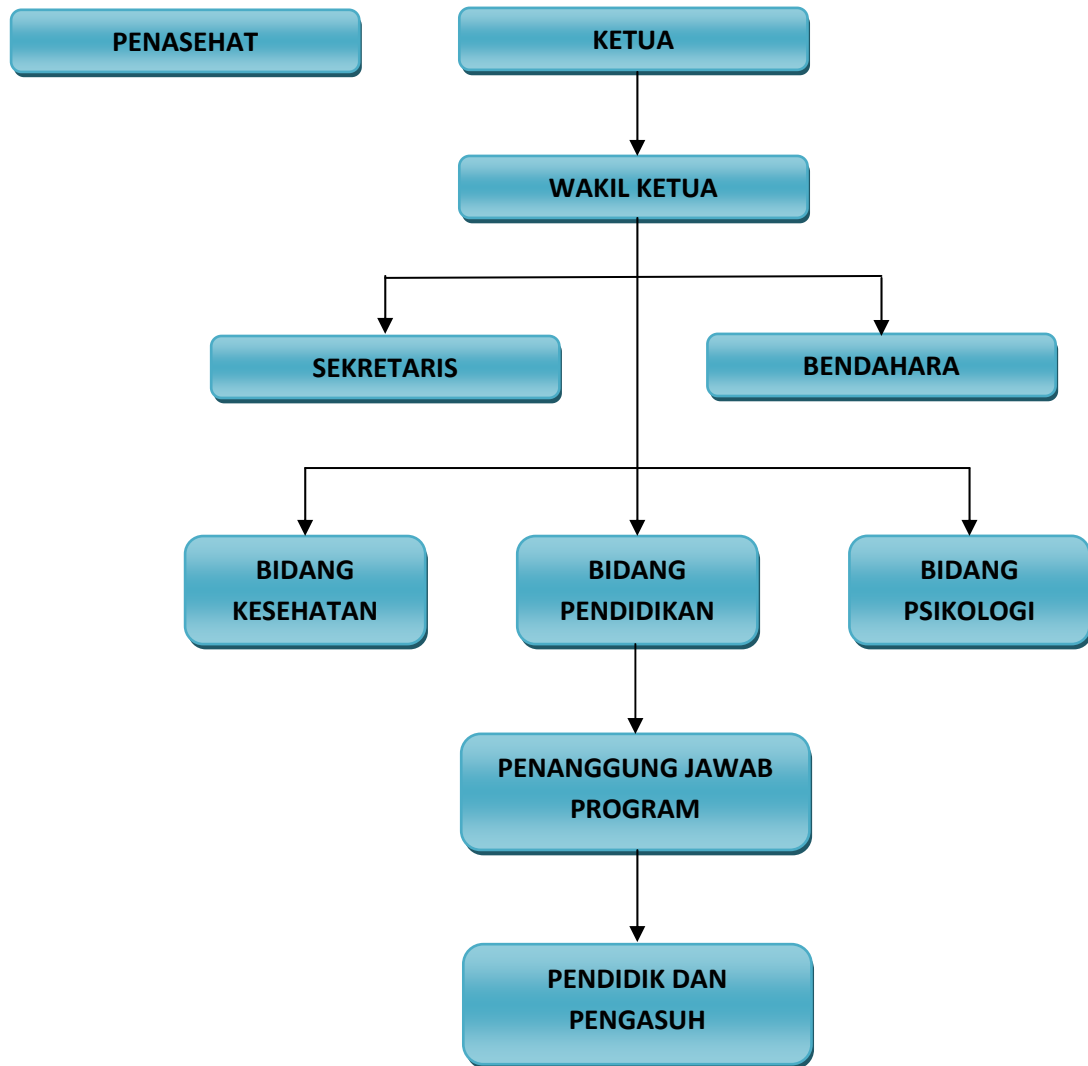 PENASEHAT
KETUA
WAKIL KETUA
SEKRETARIS
BENDAHARA
BIDANG
KESEHATAN
BIDANG
PENDIDIKAN
BIDANG
PSIKOLOGI
PENANGGUNG JAWAB
PROGRAM
PENDIDIK DAN
PENGASUH